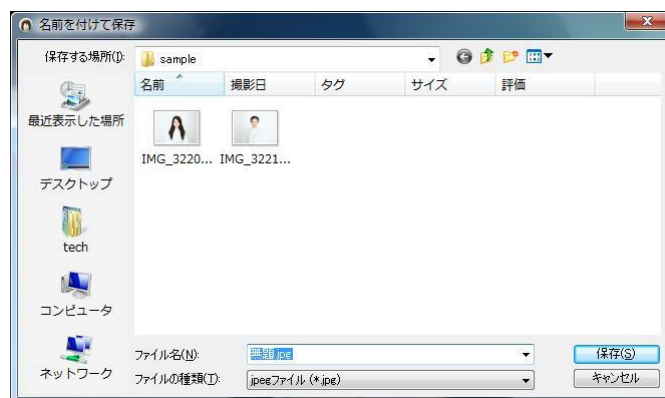 名前を付けて保存
保存する場所(I):
sample
名前
撮影日
タグ
サイズ
評価
最近表示した場所
IMG_3220...
IMG_3221...
デスクトップ
tech
コンピュータ
ネットワーク
ファイル名(N):
無題.jpg
保存(S)
ファイルの種類(T):
jpegファイル (*.jpg)
キャンセル